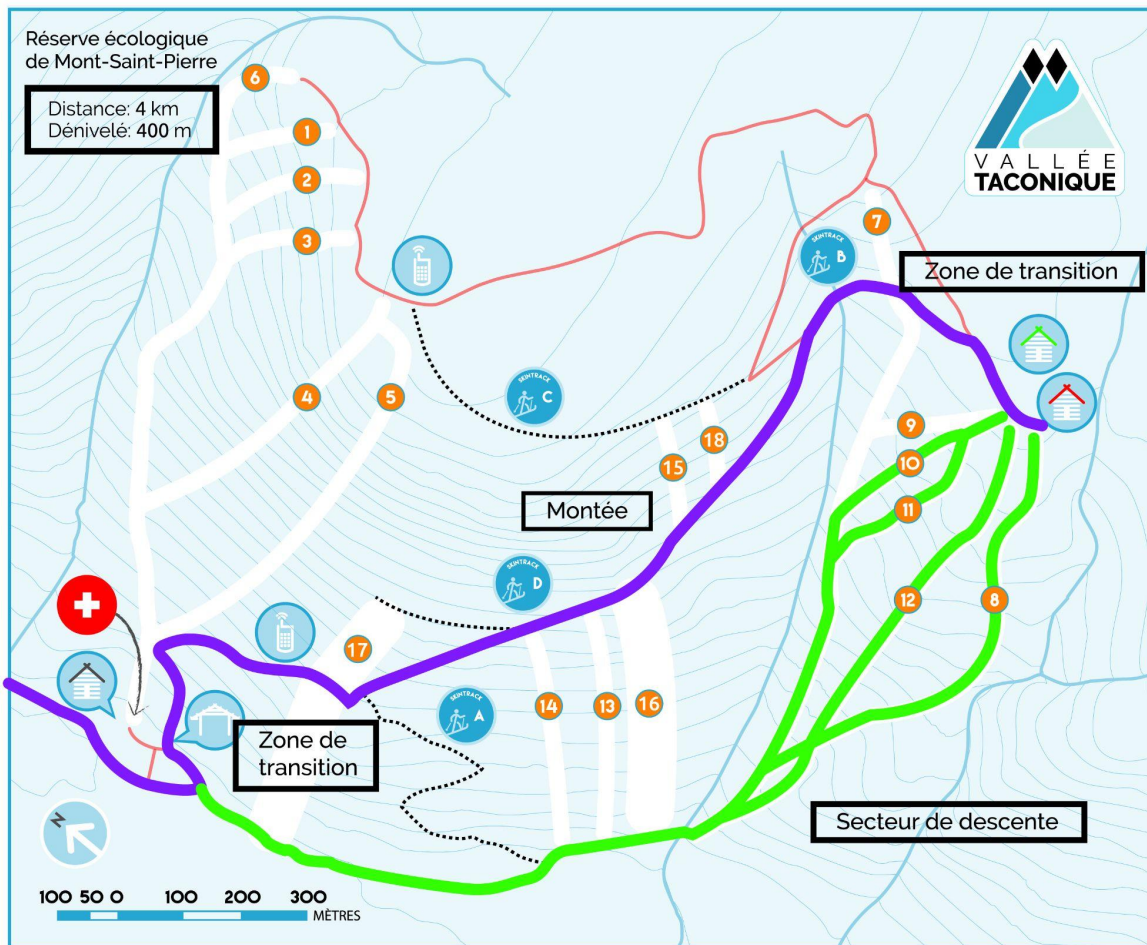 Réserve écologique
de Mont-Saint-Pierre
Distance: 4 km
Dénivelé: 400 m
6
1
2
3
VALLÉE
TACONIQUE
7
SKINTRACK
B
Zone de transition
SKINTRACK
C
4
5
9
18
15
10
11
Montée
SKINTRACK
D
12
8
17
14
13
16
SKINTRACK
A
Zone de
transition
Secteur de descente
N
100 50 0 100 200 300
MÈTRES